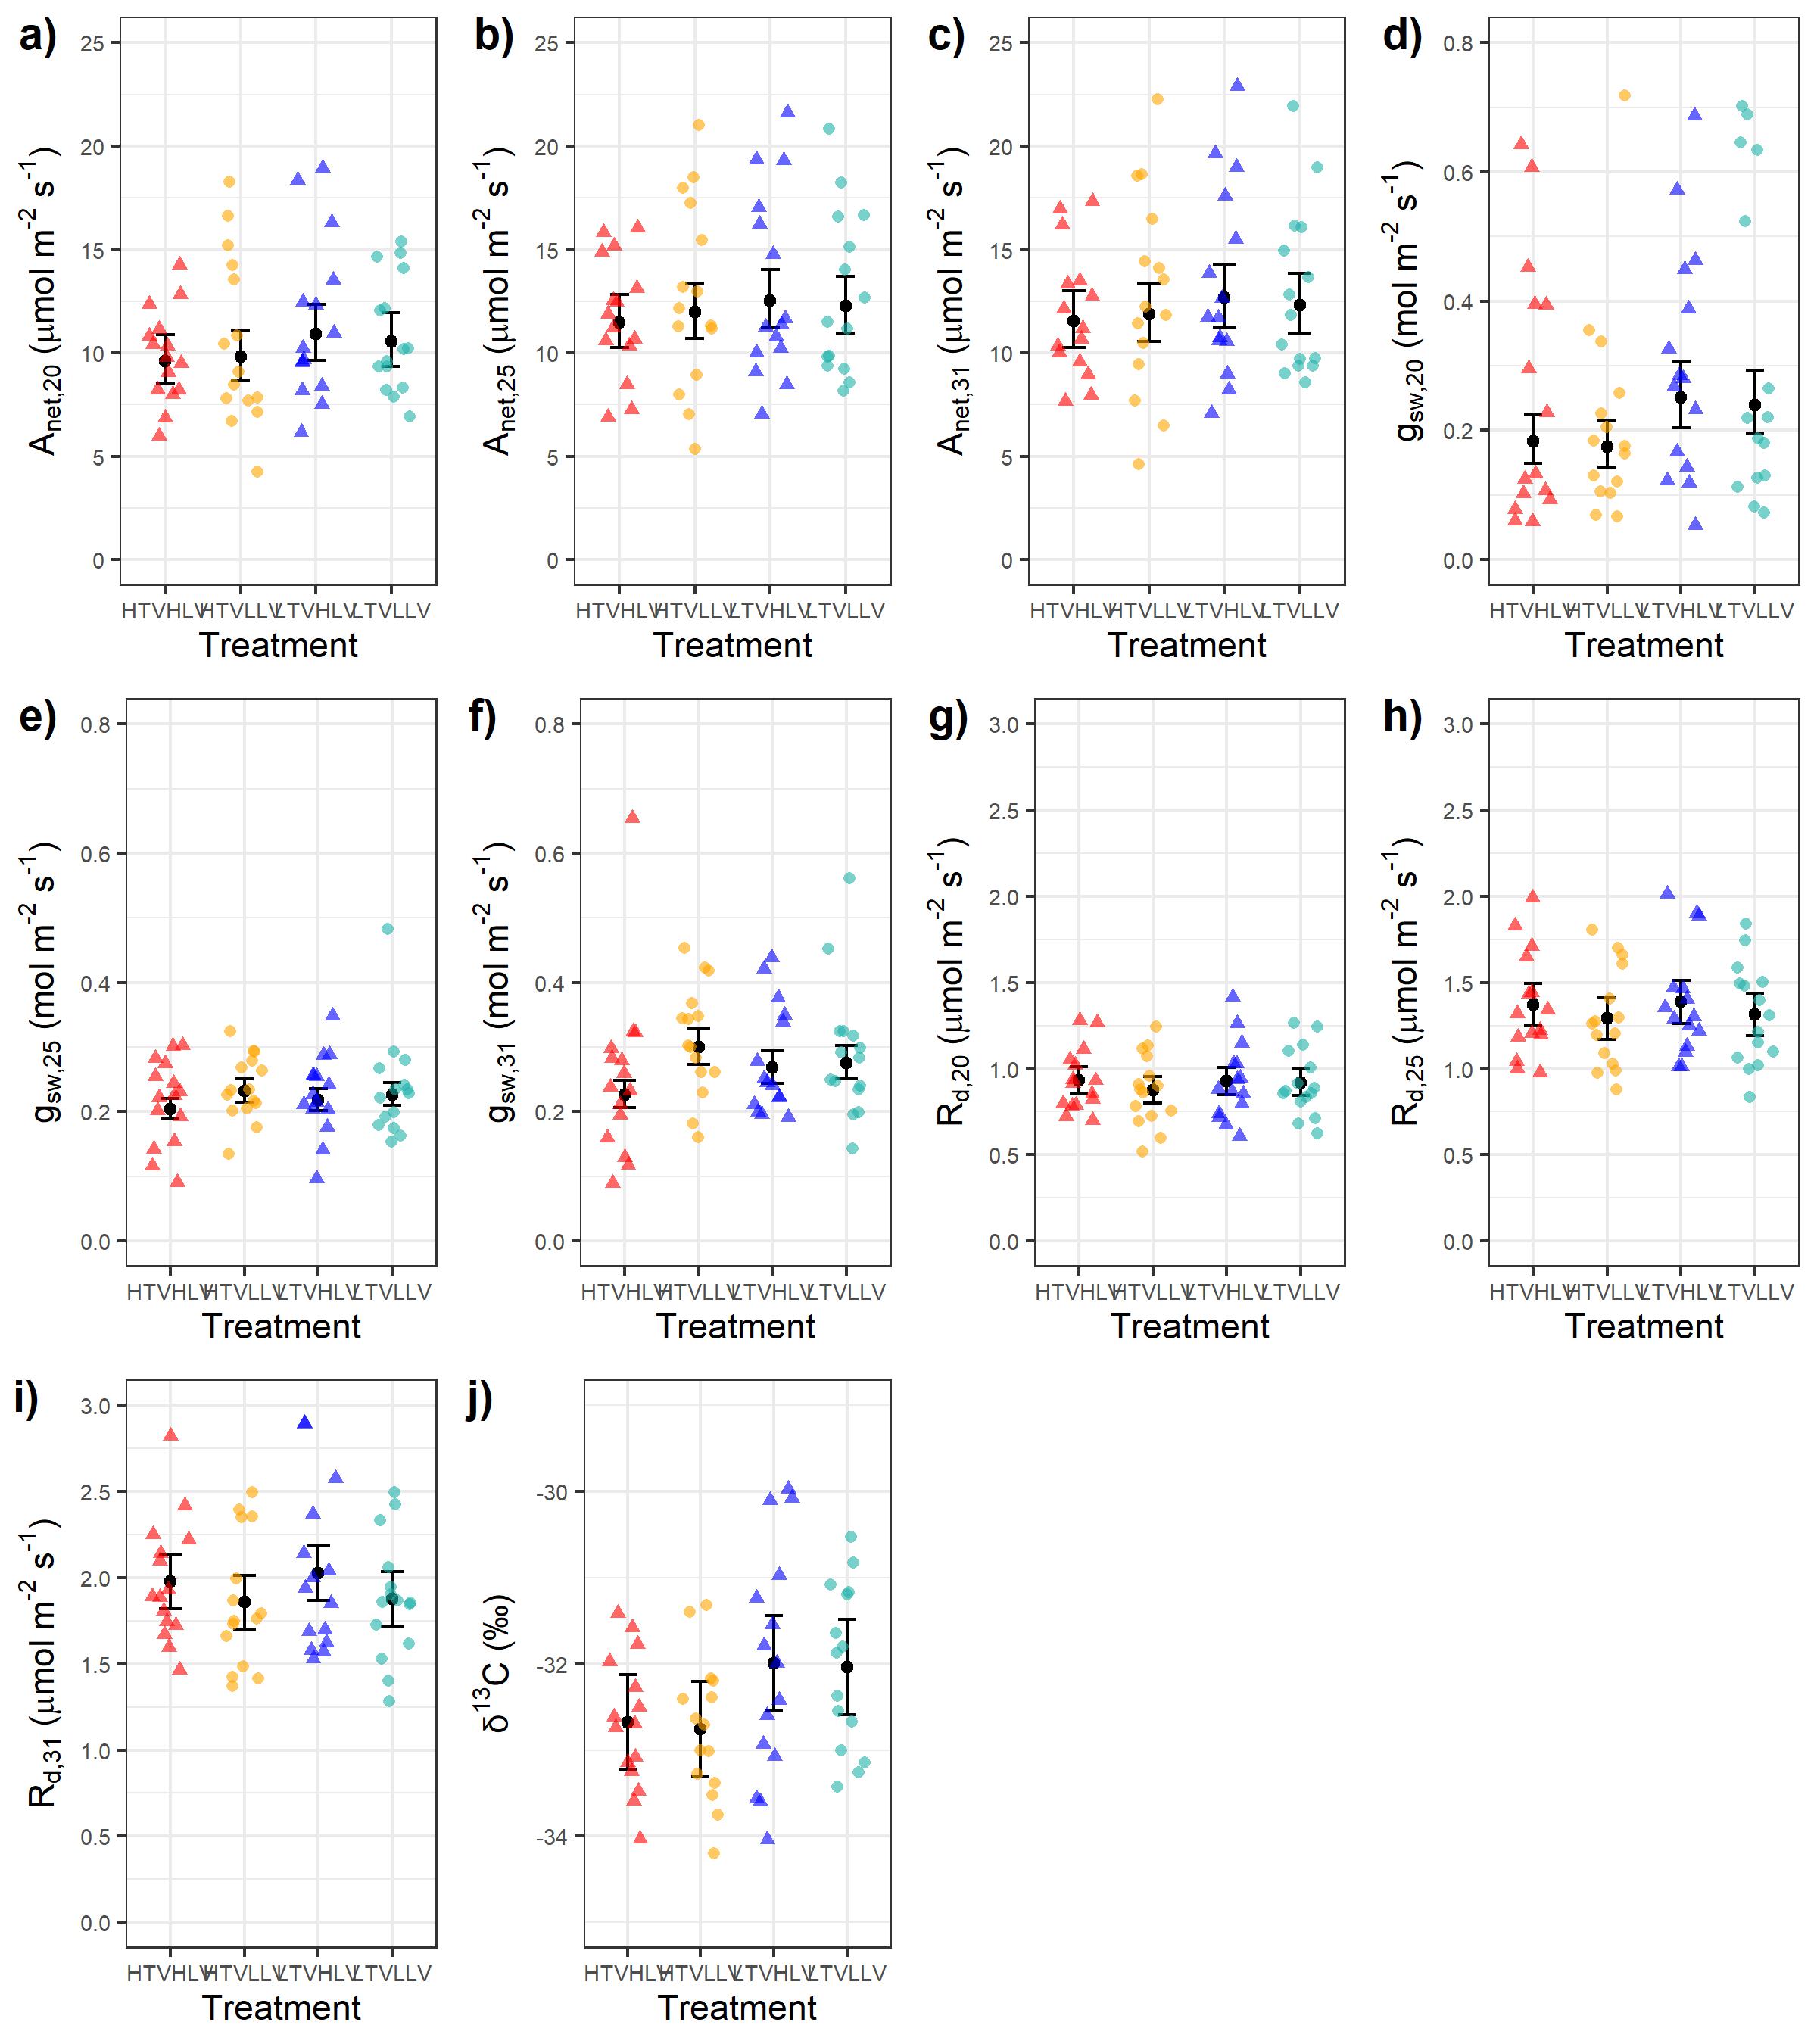 a)
25
20
15
10
5
0
Anet,20 (μmol m-2 s-1)
HTVHLV HTVLLV LTVHLV LTVLLV
Treatment
b)
25
20
15
10
5
0
Anet,25 (μmol m-2 s-1)
HTVHLV HTVLLV LTVHLV LTVLLV
Treatment
c)
25
20
15
10
5
0
Anet,31 (μmol m-2 s-1)
HTVHLV HTVLLV LTVHLV LTVLLV
Treatment
d)
0.8
0.6
0.4
0.2
0.0
gsw,20 (mol m-2 s-1)
HTVHLV HTVLLV LTVHLV LTVLLV
Treatment
e)
0.8
0.6
0.4
0.2
0.0
gsw,25 (mol m-2 s-1)
HTVHLV HTVLLV LTVHLV LTVLLV
Treatment
f)
0.8
0.6
0.4
0.2
0.0
gsw,31 (mol m-2 s-1)
HTVHLV HTVLLV LTVHLV LTVLLV
Treatment
g)
3.0
2.5
2.0
1.5
1.0
0.5
0.0
Rd,20 (μmol m-2 s-1)
HTVHLV HTVLLV LTVHLV LTVLLV
Treatment
h)
3.0
2.5
2.0
1.5
1.0
0.5
0.0
Rd,25 (μmol m-2 s-1)
HTVHLV HTVLLV LTVHLV LTVLLV
Treatment
i)
3.0
2.5
2.0
1.5
1.0
0.5
0.0
Rd,31 (μmol m-2 s-1)
HTVHLV HTVLLV LTVHLV LTVLLV
Treatment
j)
-30
-32
-34
δ13C (‰)
HTVHLV HTVLLV LTVHLV LTVLLV
Treatment